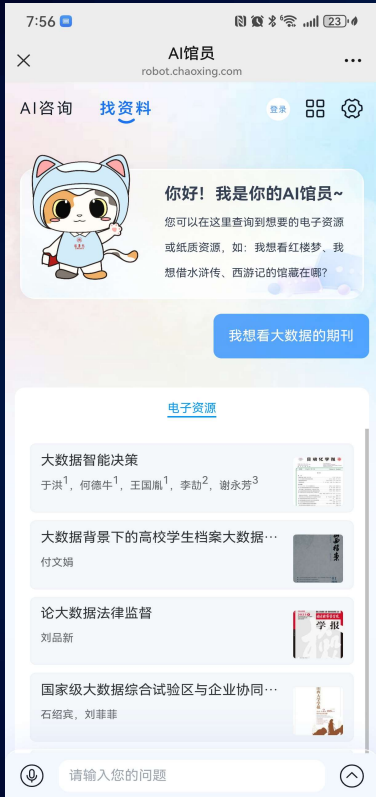 7:56
6
23
AI馆员
robot.chaoxing.com
AI咨询
找资料
登录
你好！我是你的AI馆员~
您可以在这里查询到想要的电子资源
或纸质资源，如：我想看红楼梦、我
想借水浒传、西游记的馆藏在哪？
我想看大数据的期刊
电子资源
大数据智能决策
于洪1，何德牛1，王国胤1，李劼2，谢永芳3
大数据背景下的高校学生档案大数据…
付文娟
论大数据法律监督
刘品新
学报
国家级大数据综合试验区与企业协同…
石绍宾，刘菲菲
请输入您的问题